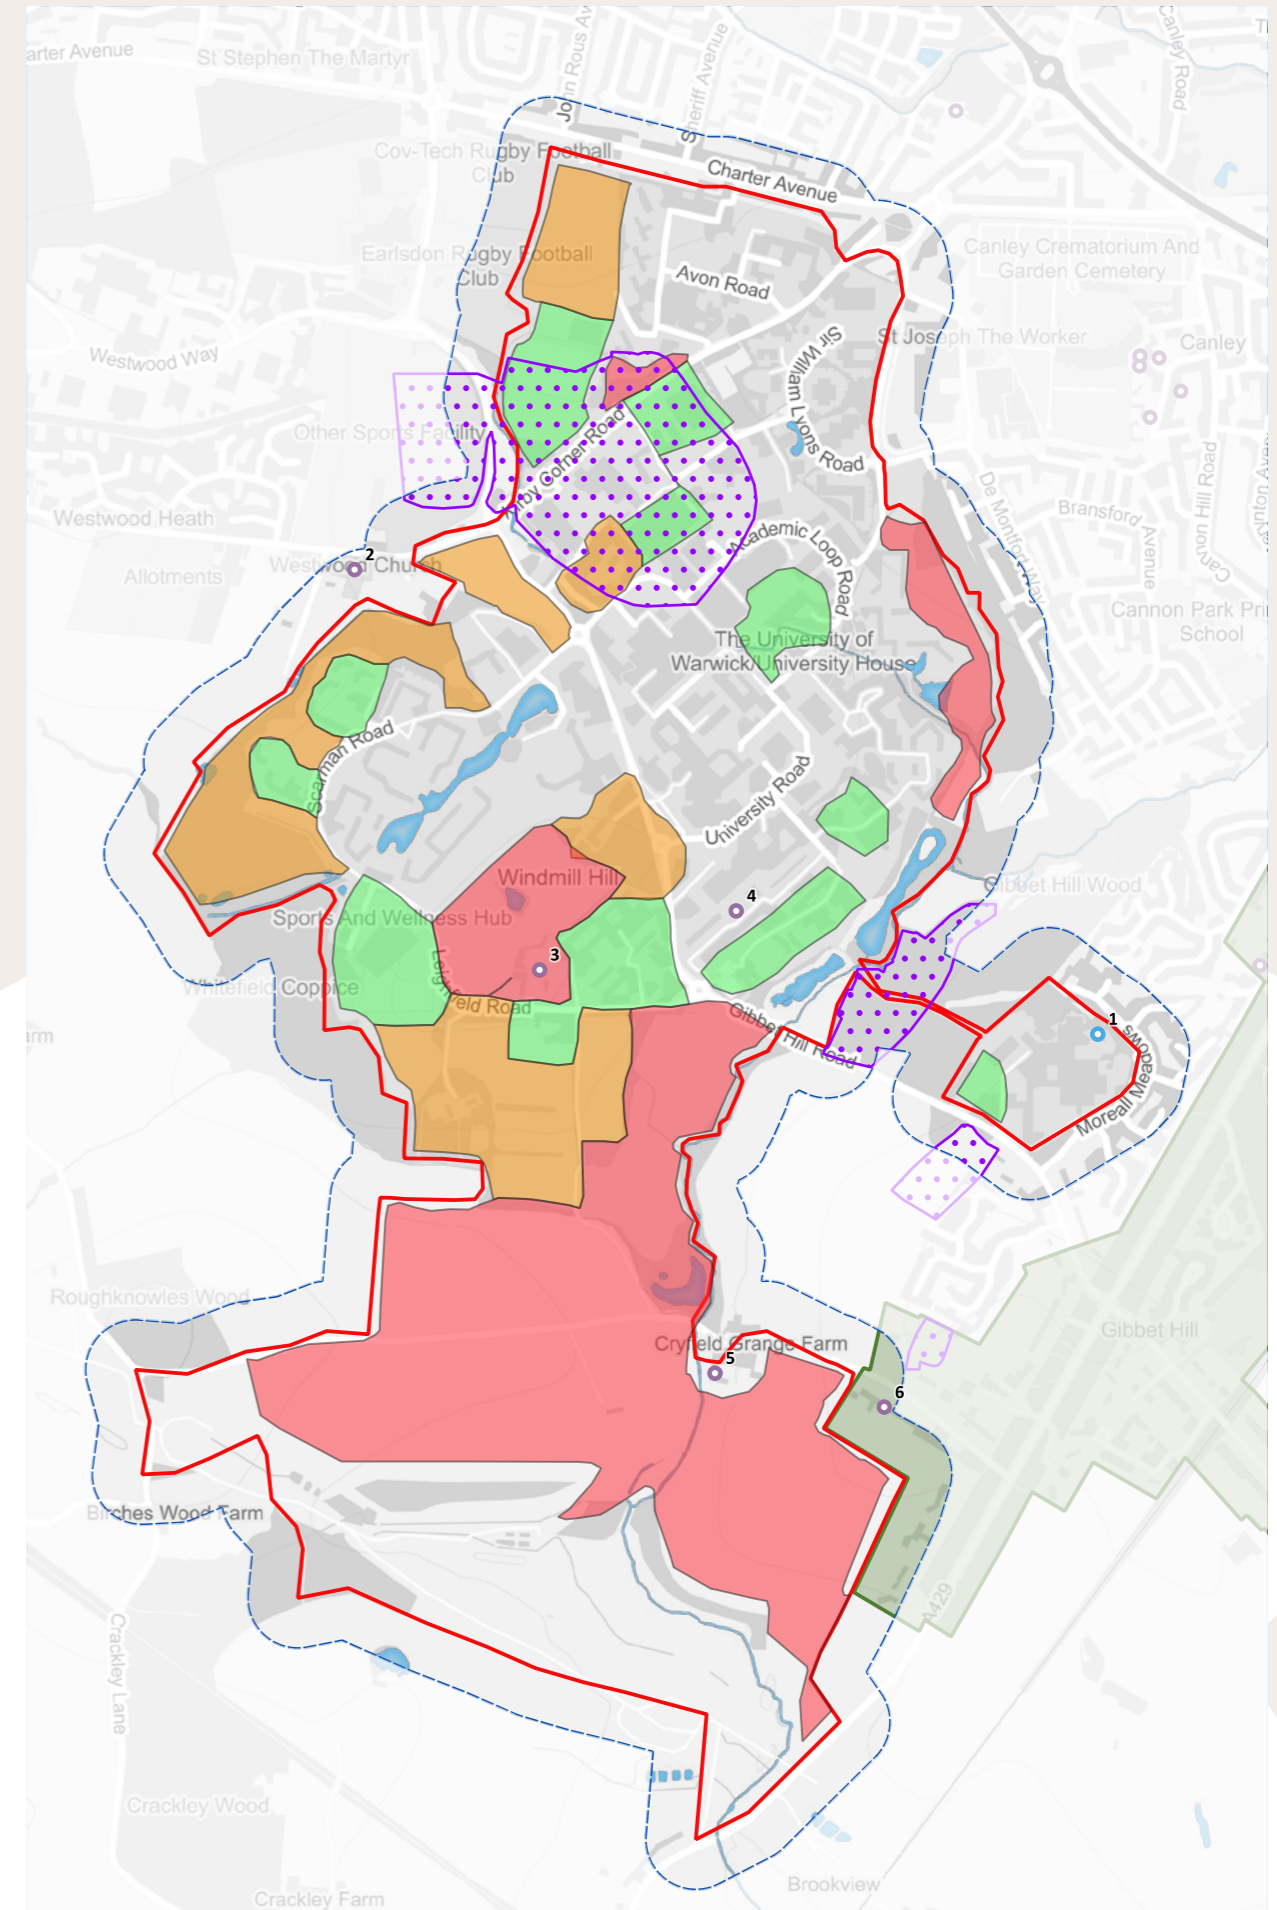 arter Avenue
St Stephen The Martyr
John Rous Av
Sheriff Avenue
Canley Road
Cov-Tech Rugby Football
Club
Charter Avenue
Earlsdon Rugby Football
Club
Canley Crematorium And
Garden Cemetery
Avon Road
Sir William Lyons Road
St Joseph The Worker
Canley
Westwood Way
Other Sports Facility
Kirby Corner Road
De Montfort Way
Bransford Avenue
Cannon Hill Road
Westwood Heath
Academic Loop Road
2
Westwood Church
Allotments
Cannon Park Pri
School
The University of
Warwick/University House
Scarman Road
University Road
Windmill Hill
Gibbet Hill Wood
4
Sports And Wellness Hub
3
Leighfield Road
Whitefield Coppice
Gibbet Hill Road
1
arm
Moreall Meadows
Roughknowles Wood
Gibbet Hill
Cryfield Grange Farm
5
6
Birches Wood Farm
A429
Crackley Lane
Crackley Wood
Brookview
Crackley Farm